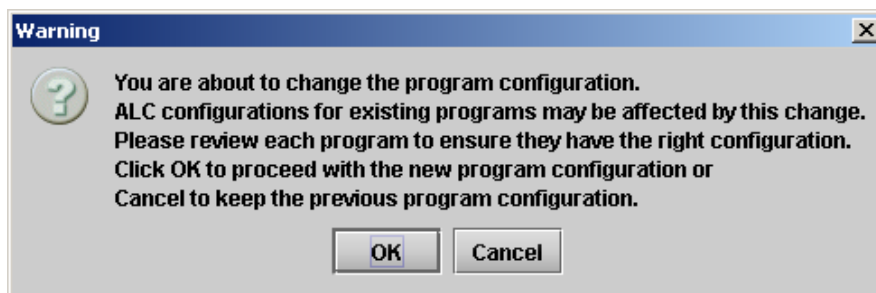 Warning
You are about to change the program configuration.
ALC configurations for existing programs may be affected by this change.
Please review each program to ensure they have the right configuration.
Click OK to proceed with the new program configuration or
Cancel to keep the previous program configuration.
OK Cancel